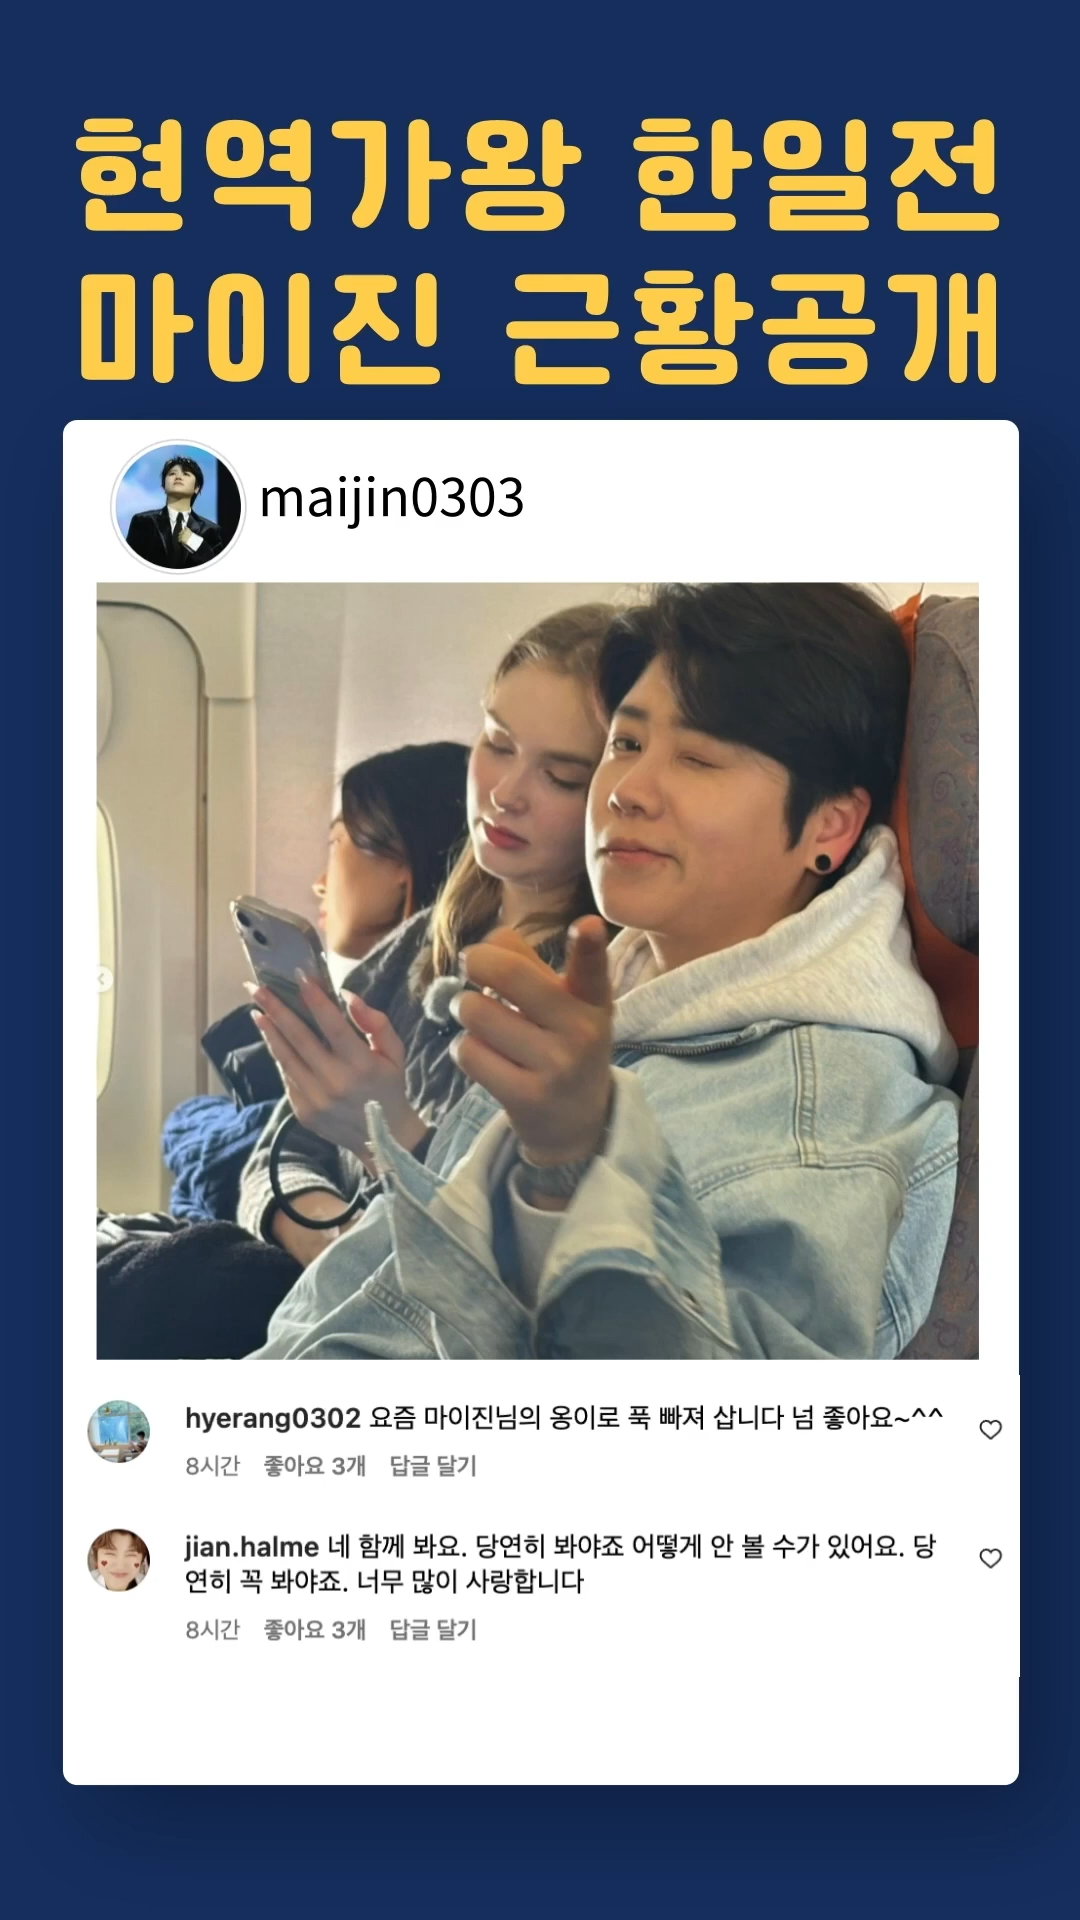 현역가왕 한일전
마이진 근황공개
maijin0303
hyerang0302 요즘 마이진님의 옹이로 푹 빠져 삽니다 넘 좋아요~^^
8시간 좋아요 3개 답글 달기
jian.halme 네 함께 봐요. 당연히 봐야죠 어떻게 안 볼 수가 있어요. 당
연히 꼭 봐야죠. 너무 많이 사랑합니다
8시간 좋아요 3개 답글 달기